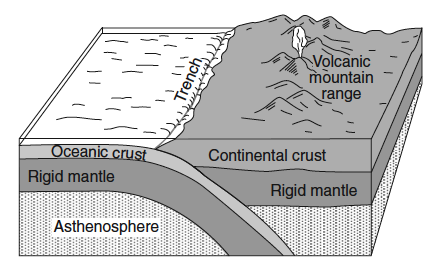 Trench
Volcanic
mountain
range
Oceanic crust
Continental crust
Rigid mantle
Rigid mantle
Asthenosphere